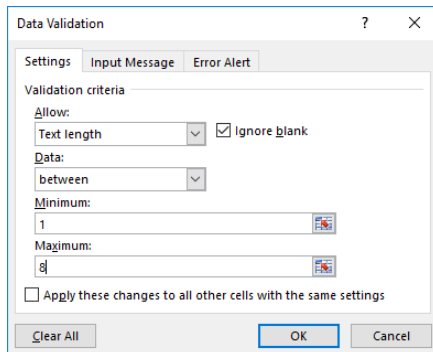 Data Validation ? ×
Settings Input Message Error Alert
Validation criteria
Allow:
Text length Ignore blank
Data:
between
Minimum:
1
Maximum:
8
Apply these changes to all other cells with the same settings
Clear All OK Cancel